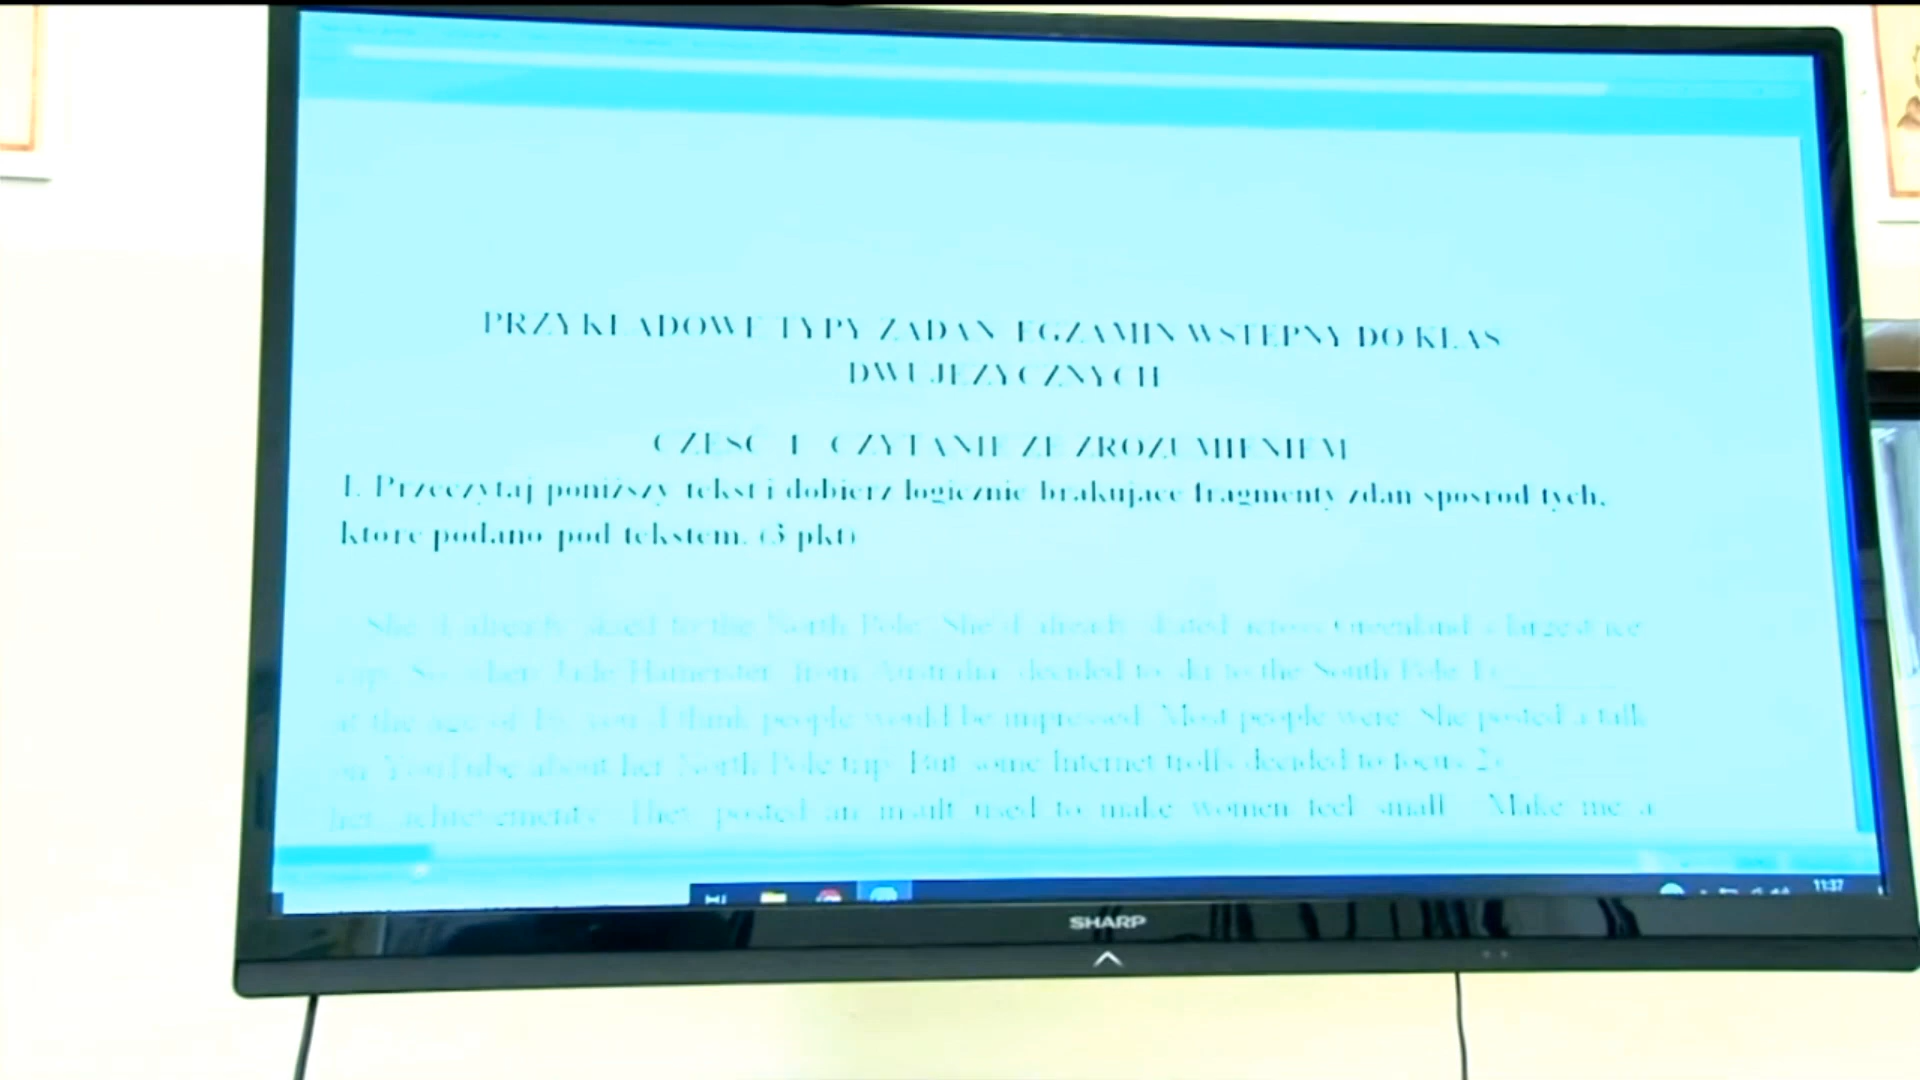 PRZYKŁADOWE TYPY ZADAŃ EGZAMIN WSTĘPNY DO KLAS
DWUJĘZYCZNYCH
CZĘŚĆ I CZYTANIE ZE ZROZUMIENIEM
I. Przeczytaj poniższy tekst i dobierz logicznie brakujące fragmenty zdań spośród tych,
które podano pod tekstem. (5 pkt)
She'd already skied to the North Pole. She'd already skated across Greenland's largest ice
cap. So when Jade Hameister, from Australia, decided to ski to the South Pole 1)________
at the age of 16, you'd think people would be impressed. Most people were. She posted a talk
on YouTube about her North Pole trip. But some Internet trolls decided to focus 2)
her achievements. They posted an insult used to make women feel small "Make me a
11:37
SHARP